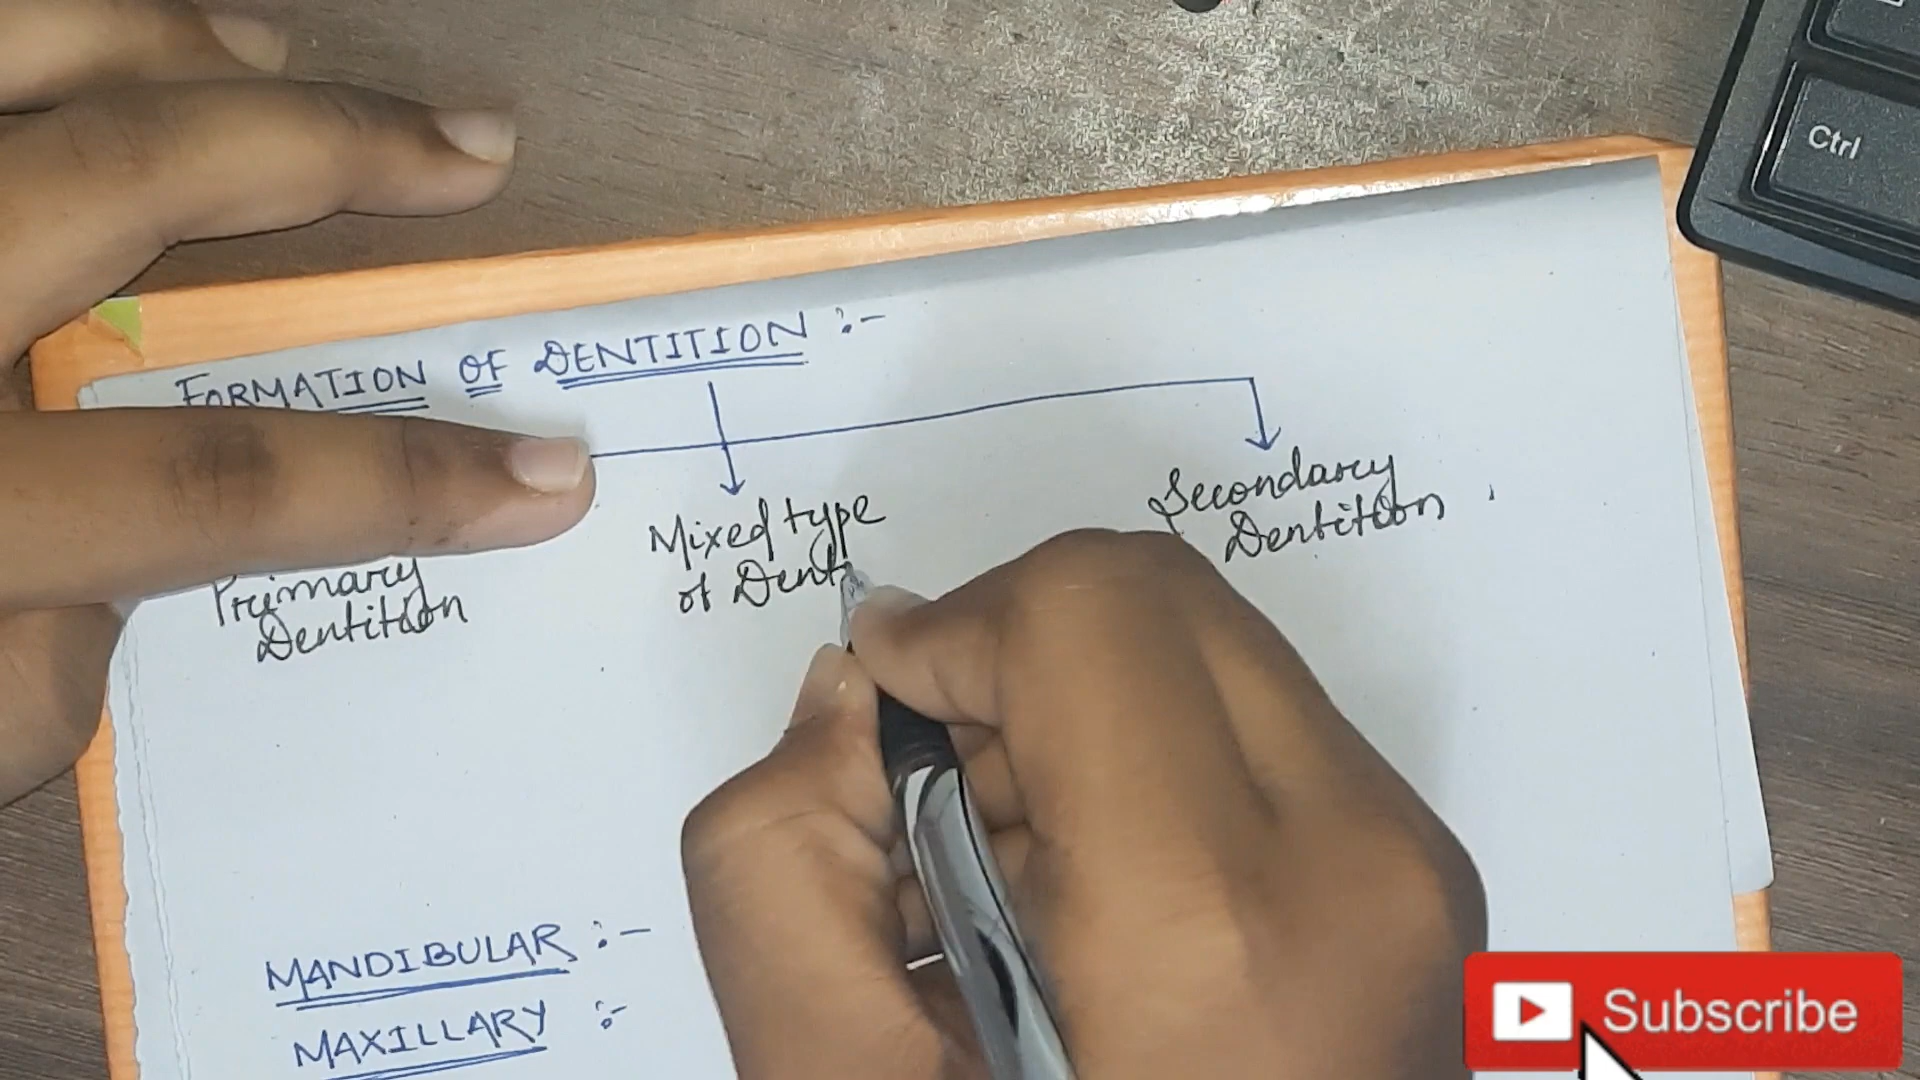 FORMATION OF DENTITION :-
Mixed type
of Dent
Secondary
Dentition
Primary
Dentition
MANDIBULAR :-
MAXILLARY :-
Ctrl
Subscribe